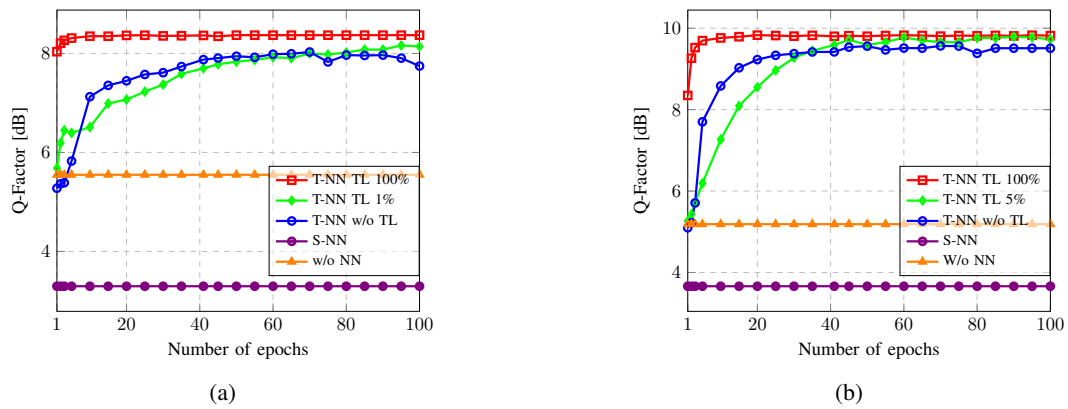 8
6
4
Q-Factor [dB]
T-NN TL 100%
T-NN TL 1%
T-NN w/o TL
S-NN
w/o NN
1 20 40 60 80 100
Number of epochs
(a)
10
8
6
4
Q-Factor [dB]
T-NN TL 100%
T-NN TL 5%
T-NN w/o TL
S-NN
W/o NN
1 20 40 60 80 100
Number of epochs
(b)